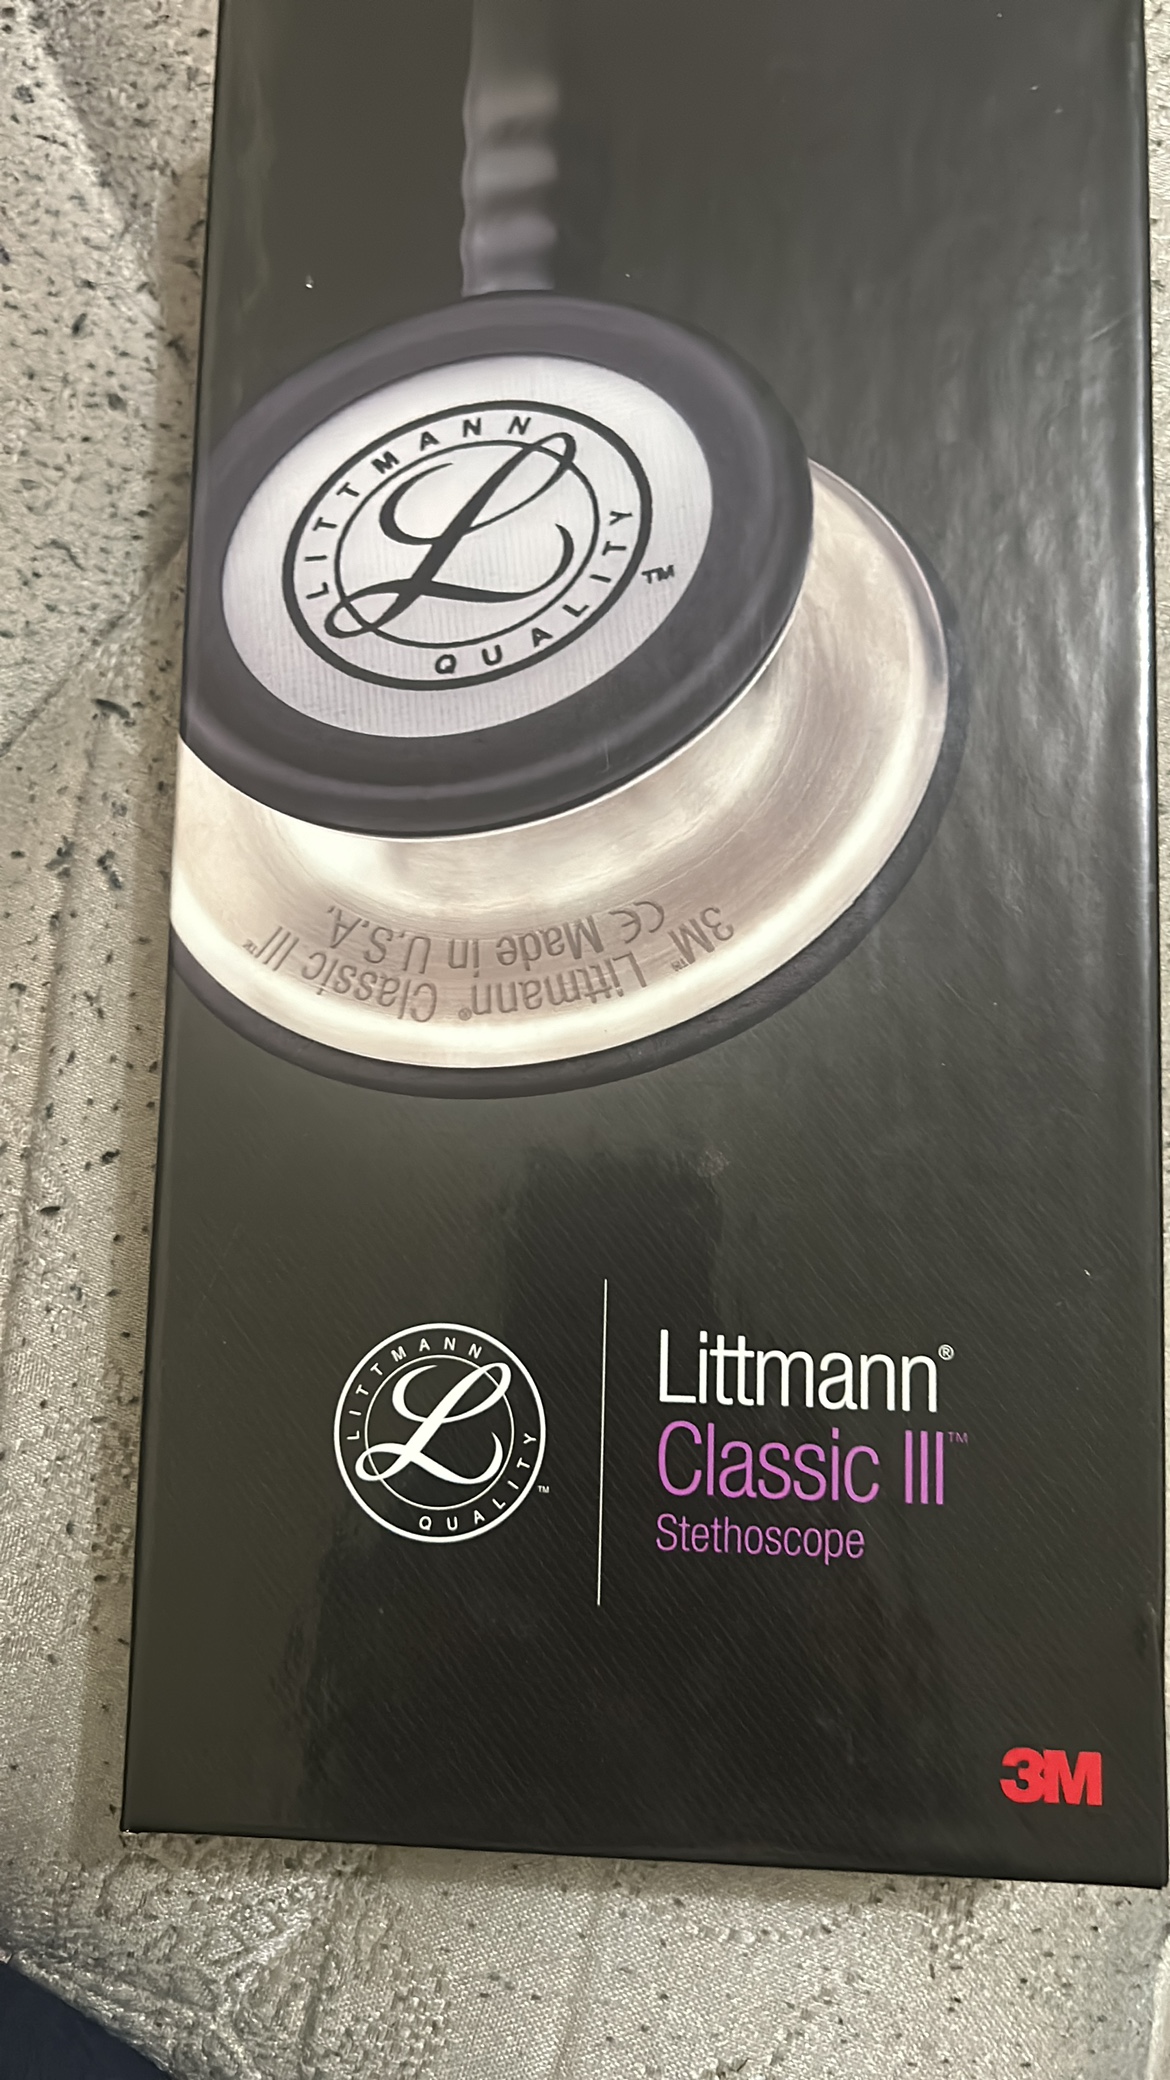 LITTMANN
L
QUALITY
TM
3M™ Littmann® Classic III™
CE Made in U.S.A.
LITTMANN
L
QUALITY
TM
Littmann®
Classic III™
Stethoscope
3M